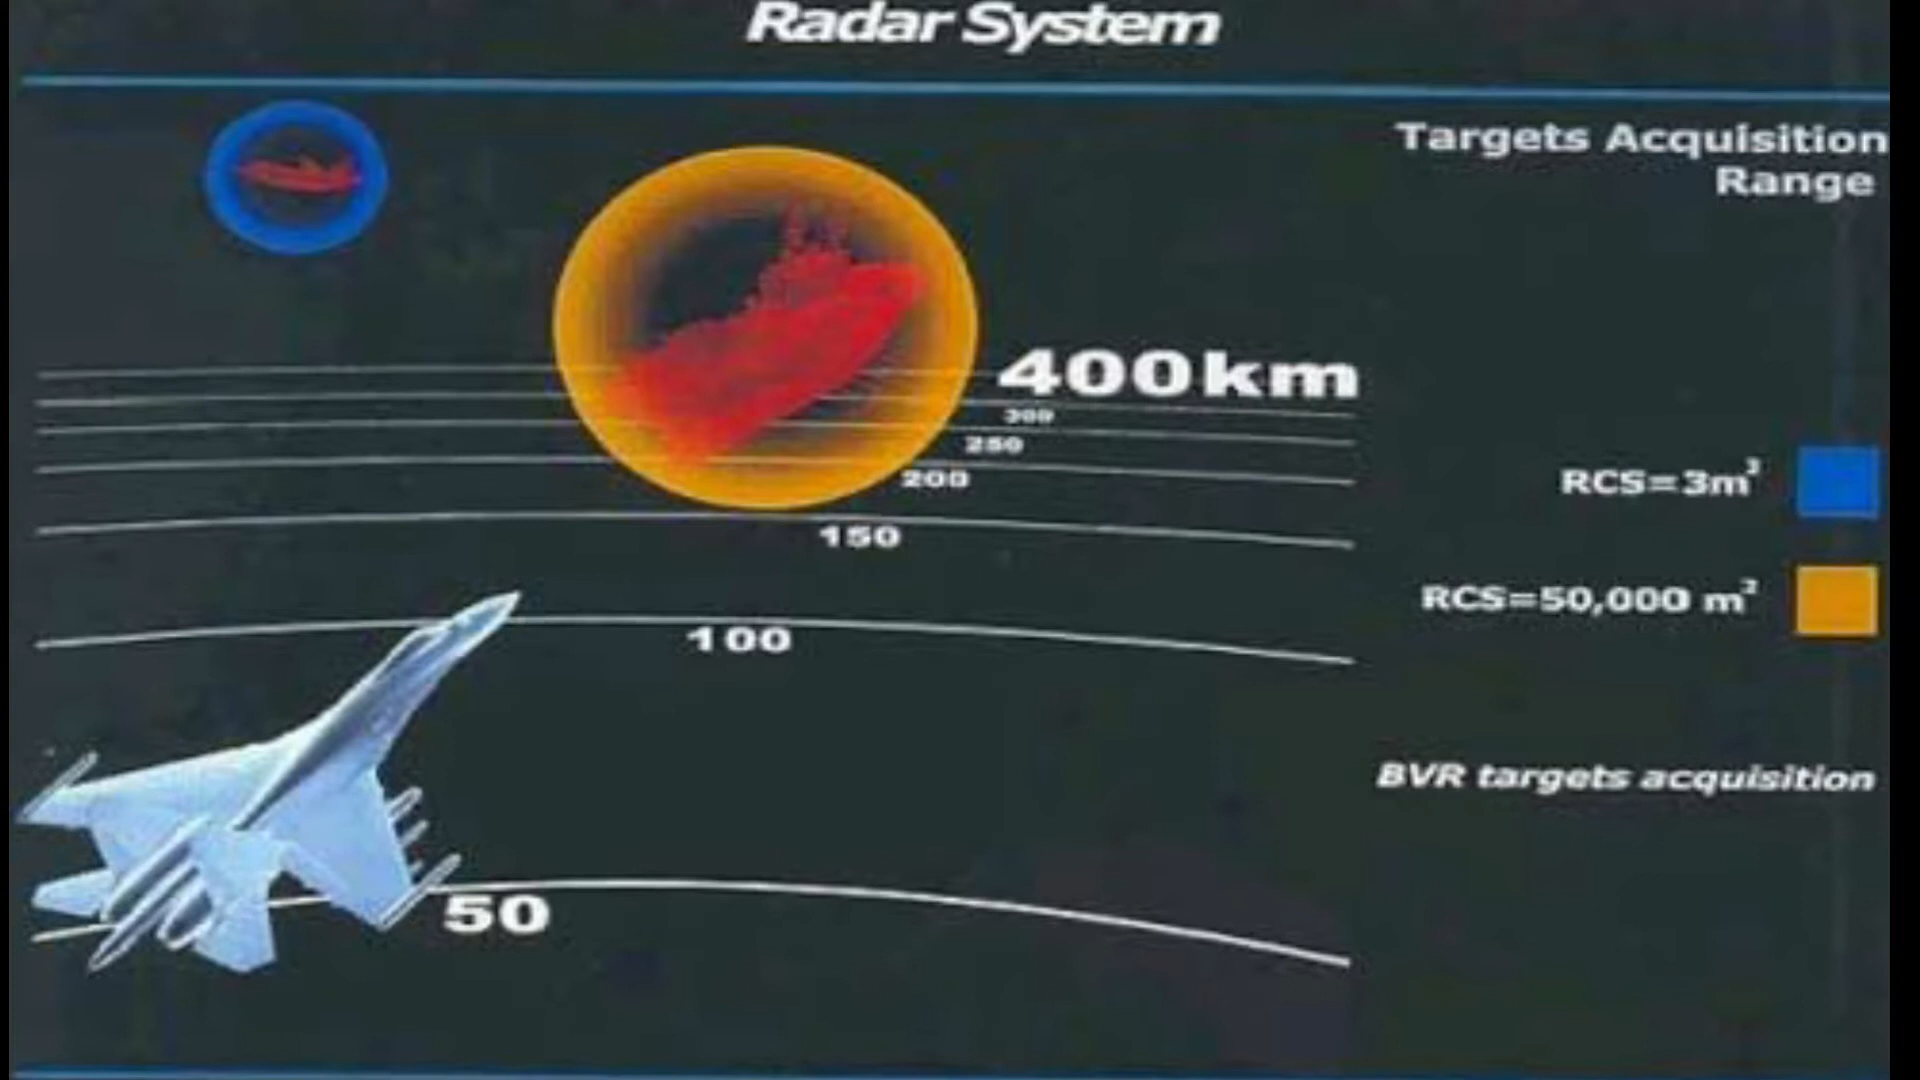 Radar System
Targets Acquisition
Range
400km
300
250
200
150
100
50
RCS=3m²
RCS=50,000 m²
BVR targets acquisition